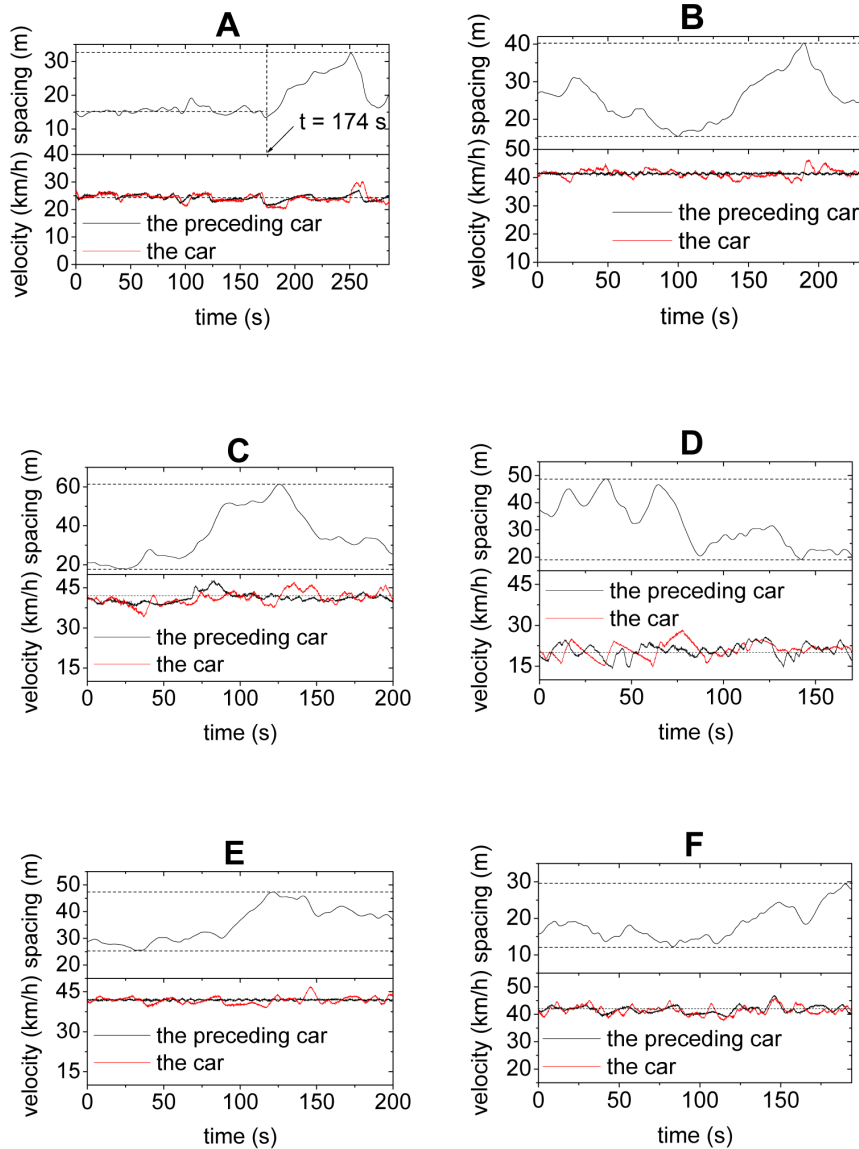 A
spacing (m)
30
20
10
t = 174 s
velocity (km/h)
40
30
20
10
0
the preceding car
the car
0 50 100 150 200 250
time (s)
B
spacing (m)
40
30
20
velocity (km/h)
50
40
30
20
10
the preceding car
the car
0 50 100 150 200
time (s)
C
spacing (m)
60
40
20
velocity (km/h)
45
30
15
the preceding car
the car
0 50 100 150 200
time (s)
D
spacing (m)
50
40
30
20
velocity (km/h)
45
30
15
the preceding car
the car
0 50 100 150
time (s)
E
spacing (m)
50
40
30
20
velocity (km/h)
45
30
15
the preceding car
the car
0 50 100 150 200
time (s)
F
spacing (m)
30
20
10
velocity (km/h)
50
40
30
20
the preceding car
the car
0 50 100 150
time (s)